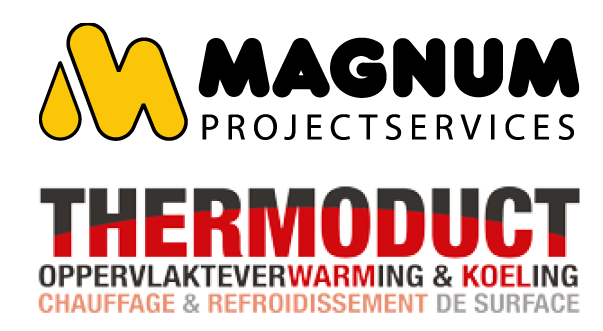 MAGNUM
PROJECTSERVICES
THERMODUCT
OPPERVLAKTEVERWARMING & KOELING
CHAUFFAGE & REFROIDISSEMENT DE SURFACE